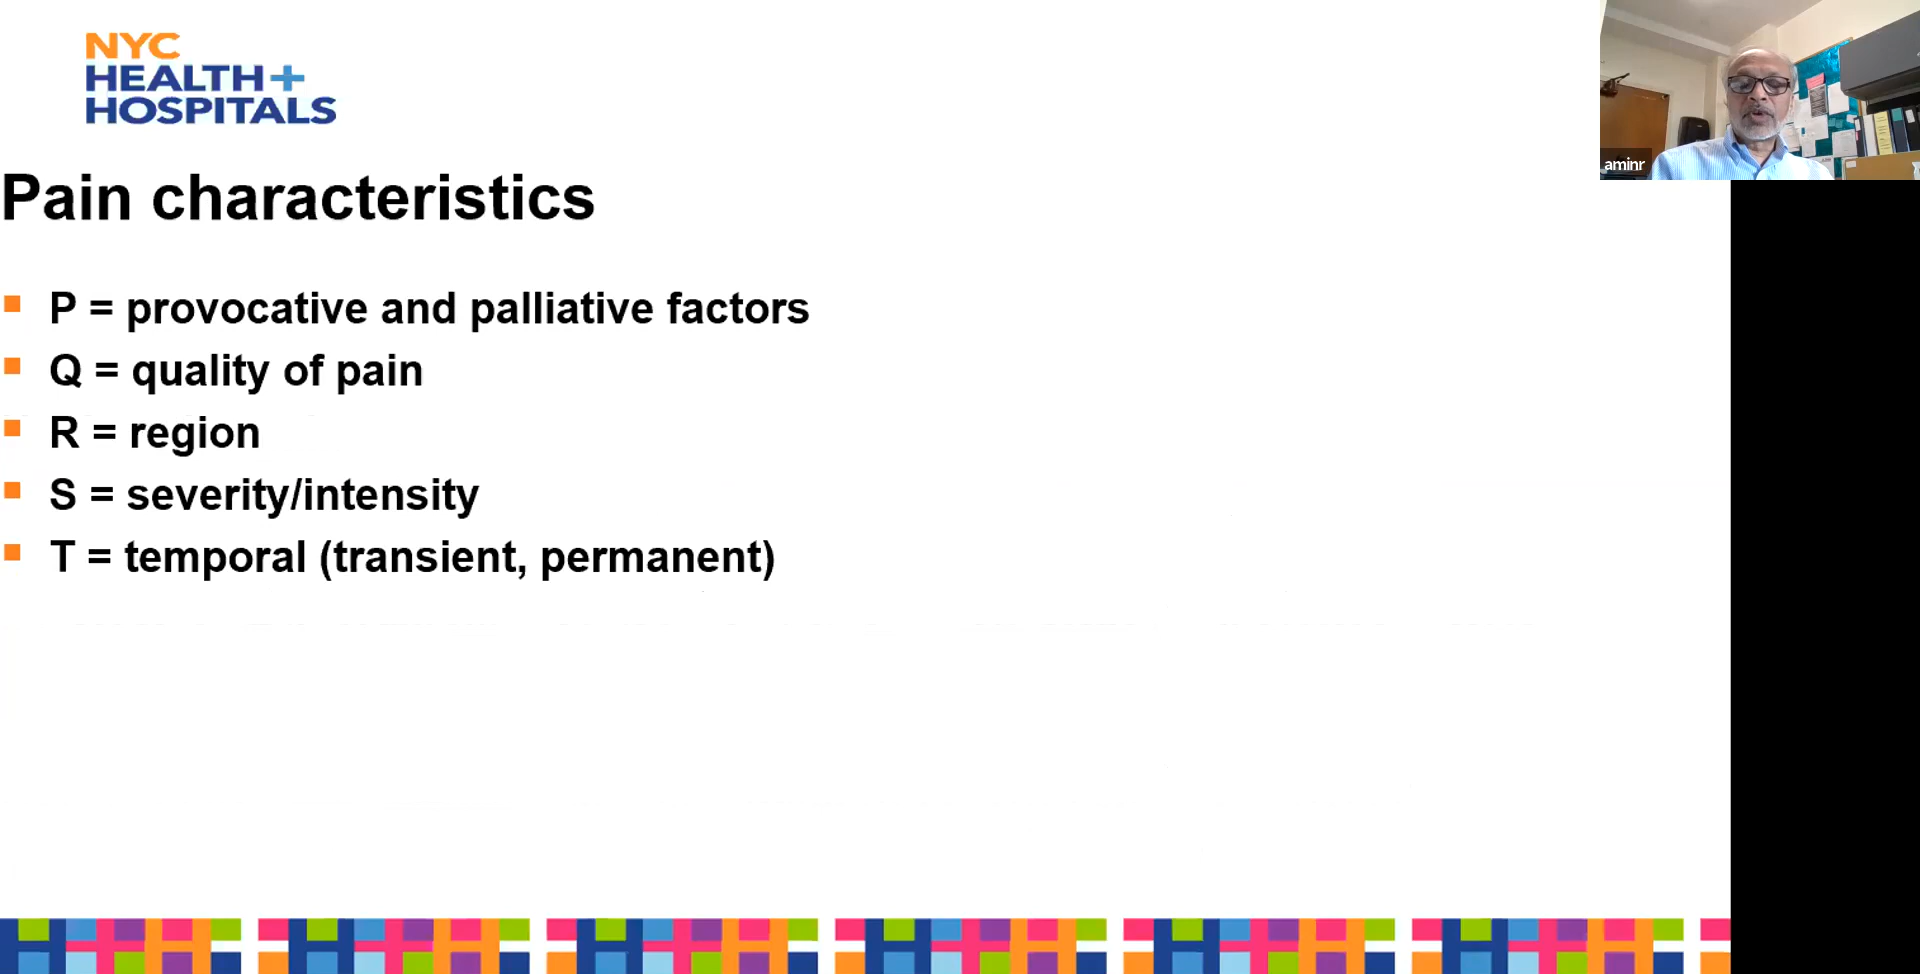 NYC
HEALTH+
HOSPITALS
aminr
Pain characteristics
P = provocative and palliative factors
Q = quality of pain
R = region
S = severity/intensity
T = temporal (transient, permanent)